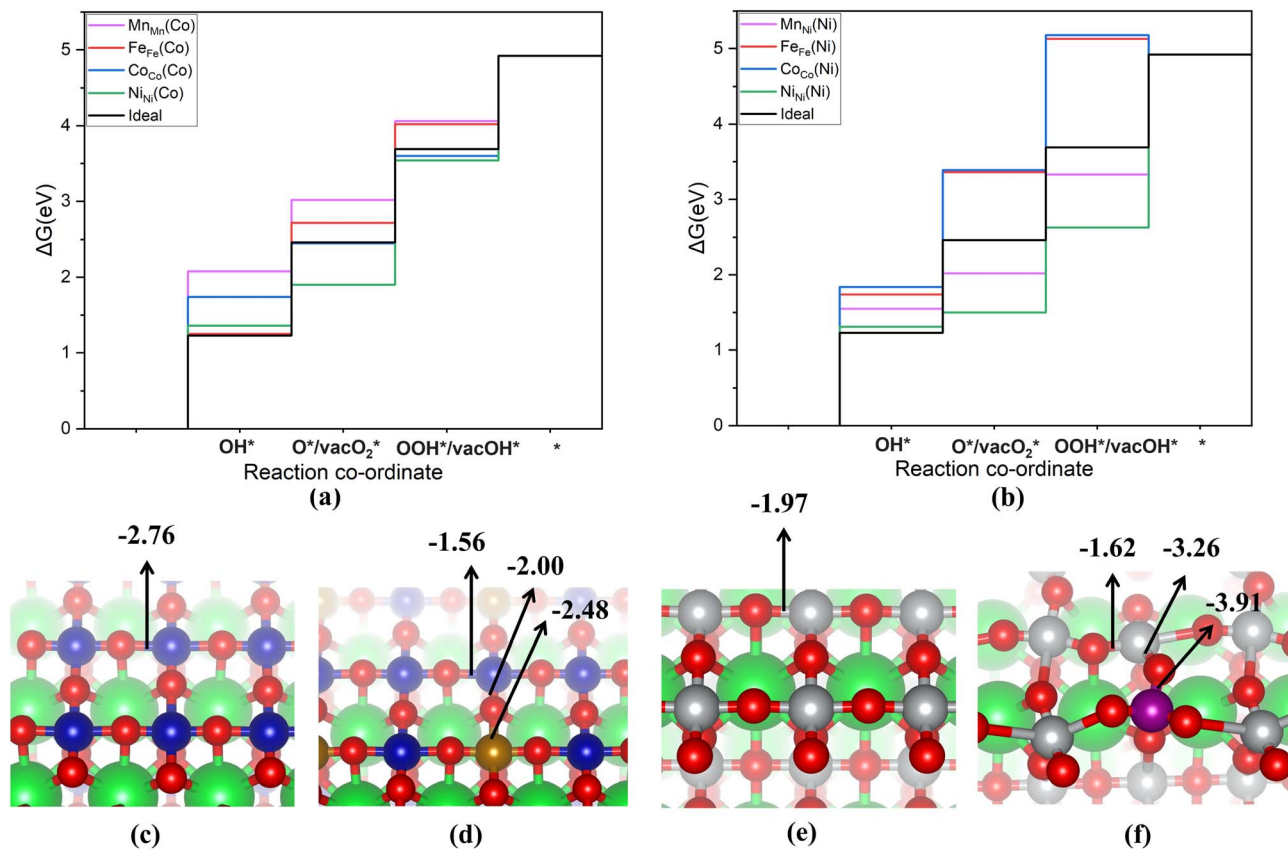 Mn_Mn(Co)
Fe_Fe(Co)
Co_Co(Co)
Ni_Ni(Co)
Ideal
ΔG(eV)
5
4
3
2
1
0
OH*
O*/vacO₂*
OOH*/vacOH*
*
Reaction co-ordinate
(a)
Mn_Ni(Ni)
Fe_Fe(Ni)
Co_Co(Ni)
Ni_Ni(Ni)
Ideal
ΔG(eV)
5
4
3
2
1
0
OH*
O*/vacO₂*
OOH*/vacOH*
*
Reaction co-ordinate
(b)
-2.76
(c)
-1.56
-2.00
-2.48
(d)
-1.97
(e)
-1.62
-3.26
-3.91
(f)